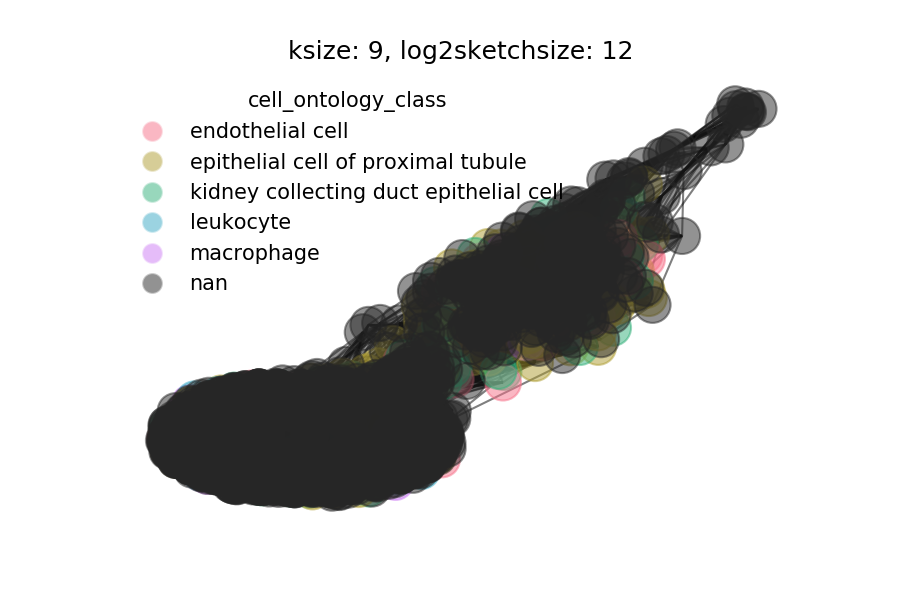 ksize: 9, log2sketchsize: 12
cell_ontology_class
endothelial cell
epithelial cell of proximal tubule
kidney collecting duct epithelial cell
leukocyte
macrophage
nan